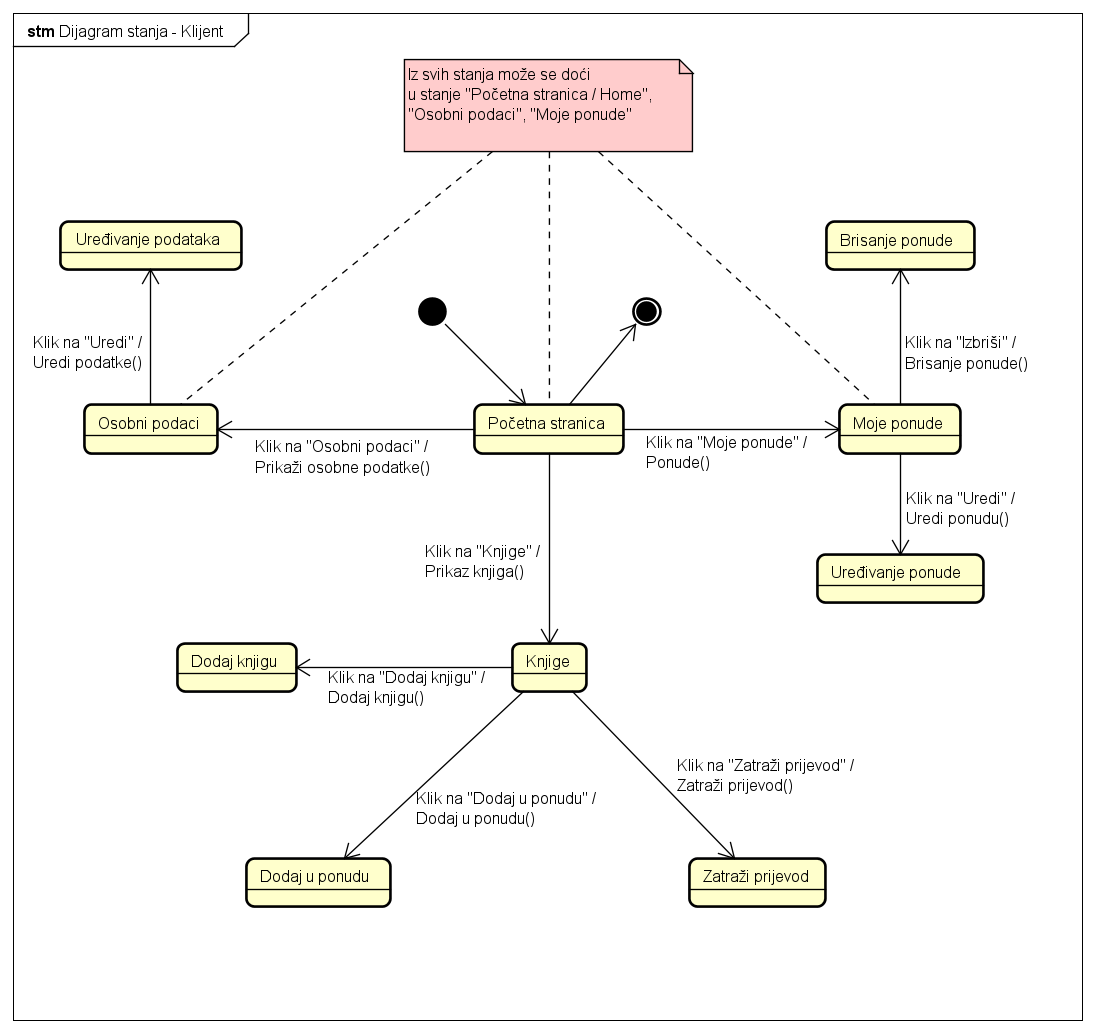 stm Dijagram stanja - Klijent
Iz svih stanja može se doći
u stanje "Početna stranica / Home",
"Osobni podaci", "Moje ponude"
Uređivanje podataka
Brisanje ponude
Klik na "Uredi" /
Uredi podatke()
Klik na "Izbriši" /
Brisanje ponude()
Osobni podaci
Početna stranica
Moje ponude
Klik na "Osobni podaci" /
Prikaži osobne podatke()
Klik na "Moje ponude" /
Ponude()
Klik na "Uredi" /
Uredi ponudu()
Klik na "Knjige" /
Prikaz knjiga()
Uređivanje ponude
Dodaj knjigu
Knjige
Klik na "Dodaj knjigu" /
Dodaj knjigu()
Klik na "Zatraži prijevod" /
Zatraži prijevod()
Klik na "Dodaj u ponudu" /
Dodaj u ponudu()
Dodaj u ponudu
Zatraži prijevod